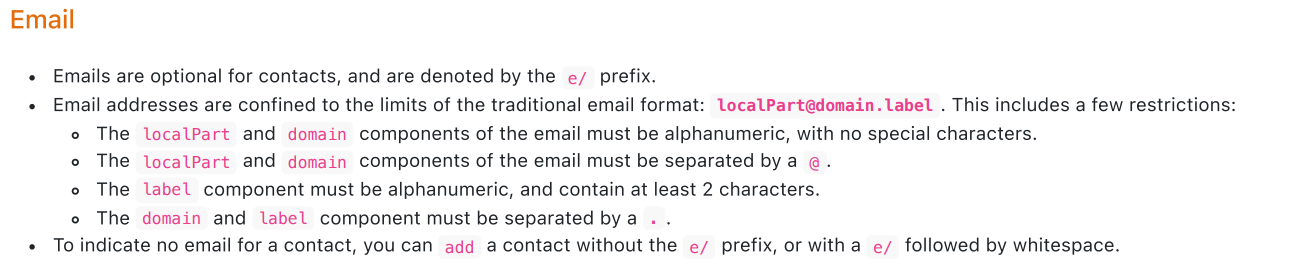 Email
• Emails are optional for contacts, and are denoted by the e/ prefix.
• Email addresses are confined to the limits of the traditional email format: localPart@domain.label. This includes a few restrictions:
◦ The localPart and domain components of the email must be alphanumeric, with no special characters.
◦ The localPart and domain components of the email must be separated by a @.
◦ The label component must be alphanumeric, and contain at least 2 characters.
◦ The domain and label component must be separated by a ..
• To indicate no email for a contact, you can add a contact without the e/ prefix, or with a e/ followed by whitespace.